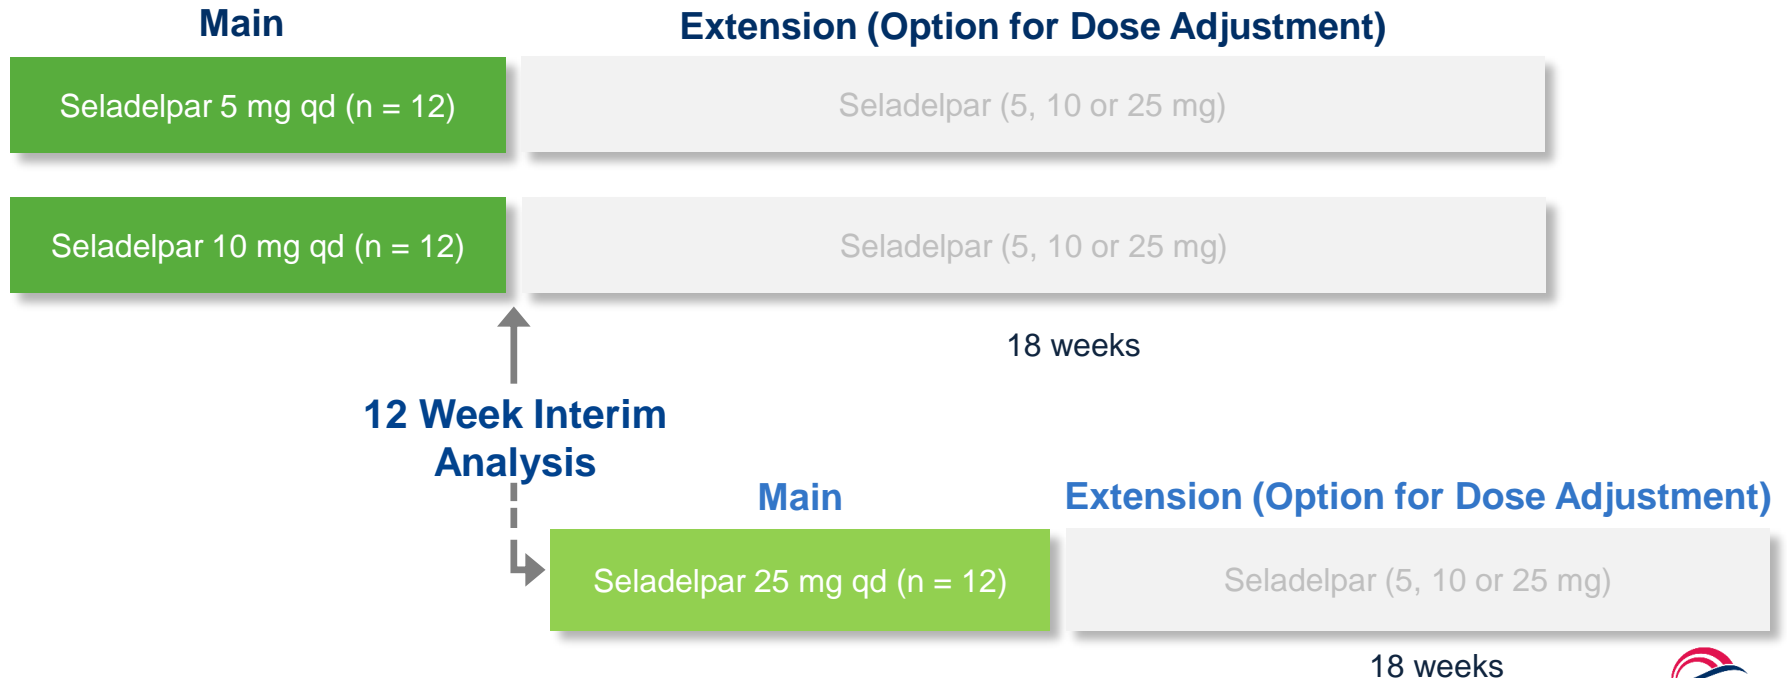 Main
Extension (Option for Dose Adjustment)
Seladelpar 5 mg qd (n = 12)
Seladelpar (5, 10 or 25 mg)
Seladelpar 10 mg qd (n = 12)
Seladelpar (5, 10 or 25 mg)
18 weeks
12 Week Interim
Analysis
Main
Extension (Option for Dose Adjustment)
Seladelpar 25 mg qd (n = 12)
Seladelpar (5, 10 or 25 mg)
18 weeks